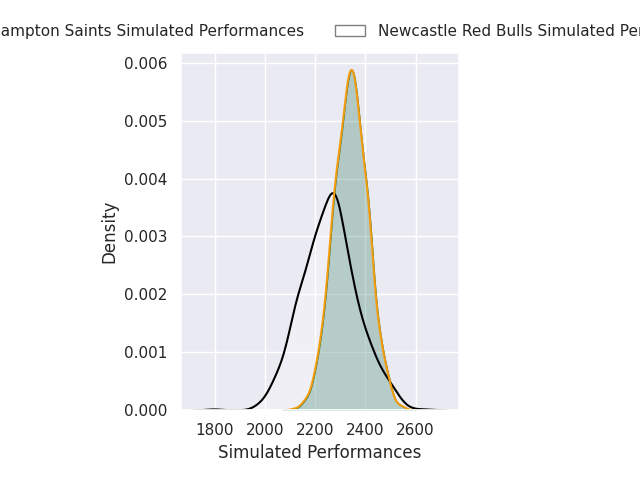 ampton Saints Simulated Performances Newcastle Red Bulls Simulated Per
0.006
0.005
0.004
0.003
0.002
0.001
0.000
Density
1800 2000 2200 2400 2600
Simulated Performances